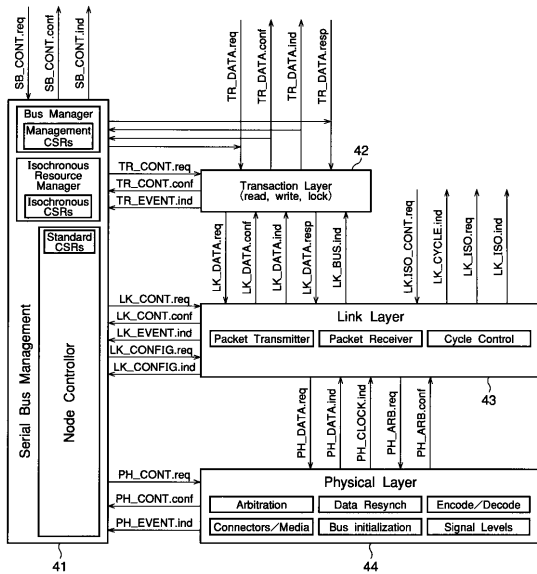 SB_CONT.req
SB_CONT.conf
SB_CONT.ind
TR_DATA.req
TR_DATA.conf
TR_DATA.ind
TR_DATA.resp
Bus Manager
Management
CSRs
Isochronous
Resource
Manager
Isochronous
CSRs
Standard
CSRs
Serial Bus Management
Node Controllor
41
TR_CONT.req
TR_CONT.conf
TR_EVENT.ind
42
Transaction Layer
(read, write, lock)
LK_DATA.req
LK_DATA.conf
LK_DATA.ind
LK_DATA.resp
LK_BUS.ind
LK.ISO_CONT.req
LK_CYCLE.ind
LK_ISO.req
LK_ISO.ind
LK_CONT.req
LK_CONT.conf
LK_EVENT.ind
LK_CONFIG.req
LK_CONFIG.ind
Link Layer
Packet Transmitter
Packet Receiver
Cycle Control
43
PH_DATA.req
PH_DATA.ind
PH_CLOCK.ind
PH_ARB.req
PH_ARB.conf
PH_CONT.req
PH_CONT.conf
PH_EVENT.ind
Physical Layer
Arbitration
Data Resynch
Encode/Decode
Connectors/Media
Bus initialization
Signal Levels
44